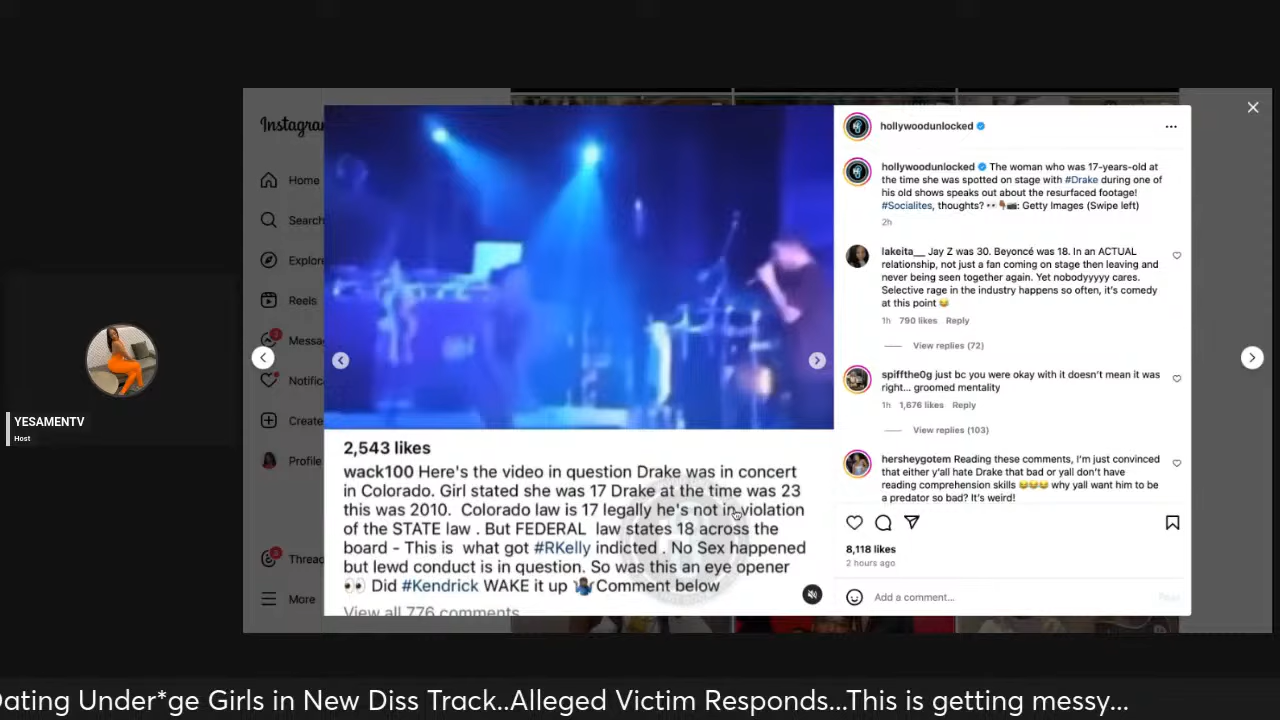 Instagram
Home
Search
Explore
Reels
Messa
Notific
Create
Profile
Threa
More
YESAMENTV
Host
2,543 likes
wack100 Here's the video in question Drake was in concert
in Colorado. Girl stated she was 17 Drake at the time was 23
this was 2010. Colorado law is 17 legally he's not in violation
of the STATE law . But FEDERAL law states 18 across the
board - This is what got #RKelly indicted . No Sex happened
but lewd conduct is in question. So was this an eye opener
👀 Did #Kendrick WAKE it up 🤷🏾‍♂️Comment below
View all 776 comments
hollywoodunlocked
hollywoodunlocked The woman who was 17-years-old at
the time she was spotted on stage with #Drake during one of
his old shows speaks out about the resurfaced footage!
#Socialites, thoughts? 👀👇🏾📷: Getty Images (Swipe left)
2h
lakeita__ Jay Z was 30. Beyoncé was 18. In an ACTUAL
relationship, not just a fan coming on stage then leaving and
never being seen together again. Yet nobodyyyyy cares.
Selective rage in the industry happens so often, it's comedy
at this point 😂
1h 790 likes Reply
View replies (72)
spiffthe0g just bc you were okay with it doesn't mean it was
right... groomed mentality
1h 1,676 likes Reply
View replies (103)
hersheygotem Reading these comments, I'm just convinced
that either y'all hate Drake that bad or yall don't have
reading comprehension skills 😂😂😂 why yall want him to be
a predator so bad? It's weird!
8,118 likes
2 hours ago
Add a comment...
Post
Dating Under*ge Girls in New Diss Track..Alleged Victim Responds...This is getting messy...